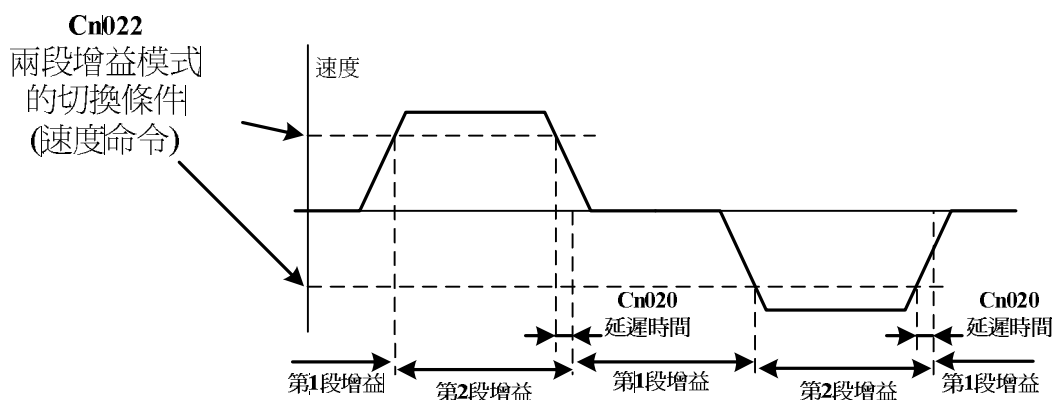 Cn022
兩段增益模式
的切換條件
(速度命令)
速度
Cn020
延遲時間
Cn020
延遲時間
第1段增益
第2段增益
第1段增益
第2段增益
第1段增益